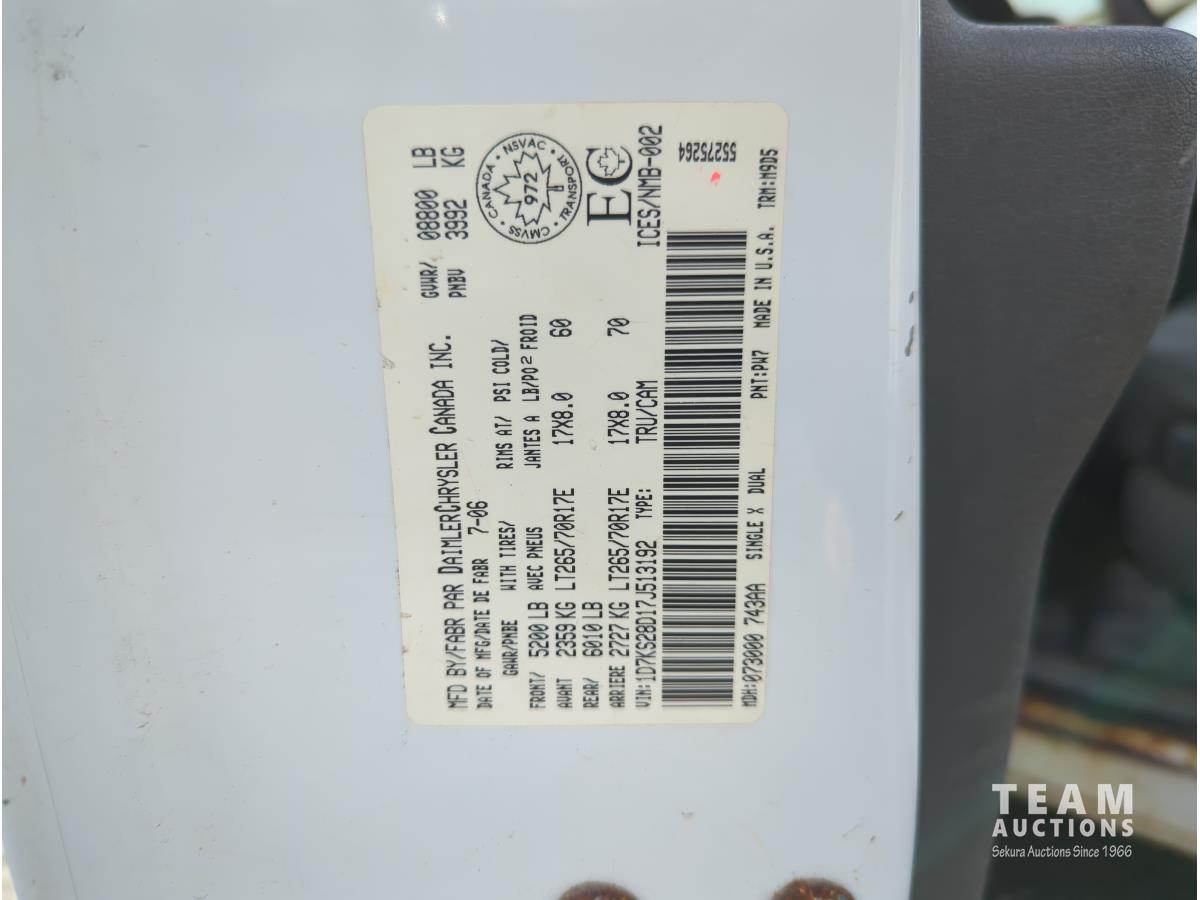 MFD BY/FABR PAR DAIMLERCHRYSLER CANADA INC.
DATE OF MFG/DATE DE FABR 7-06
GVWR/ 08800 LB
PNBV 3992 KG
GAWR/PNBE WITH TIRES/ RIMS AT/ PSI COLD/
AVEC PNEUS JANTES A LB/PO2 FROID
FRONT/ 5200 LB
AVANT 2359 KG LT265/70R17E 17X8.0 60
REAR/ 6010 LB
ARRIERE 2727 KG LT265/70R17E 17X8.0 70
CANADA • NSVAC • TRANSPORT • CMVSS •
972
EC
ICES/NMB-002
VIN:1D7KS28D17J513192 TYPE: TRU/CAM
55275264
MDH:073000 743AA SINGLE X DUAL PNT:PW7 MADE IN U.S.A. TRM:M9D5
TEAM
AUCTIONS
Sekura Auctions Since 1966